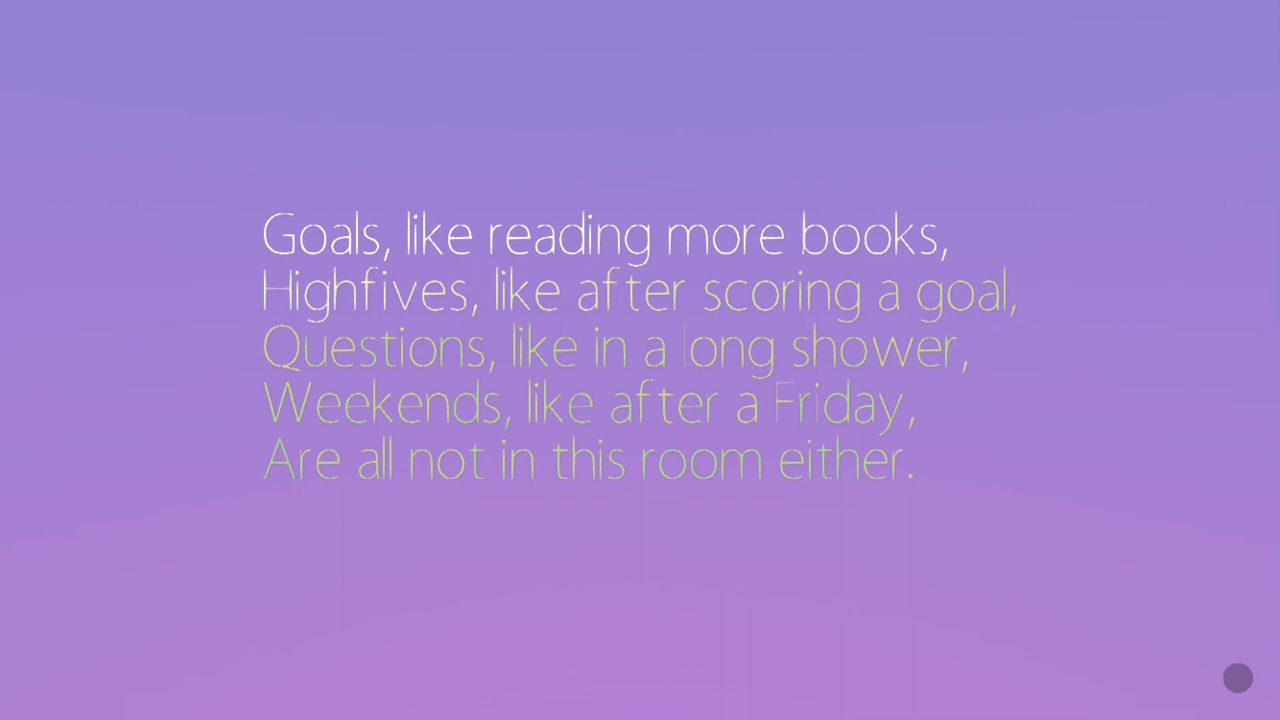 Goals, like reading more books,
Highfives, like after scoring a goal,
Questions, like in a long shower,
Weekends, like after a Friday,
Are all not in this room either.